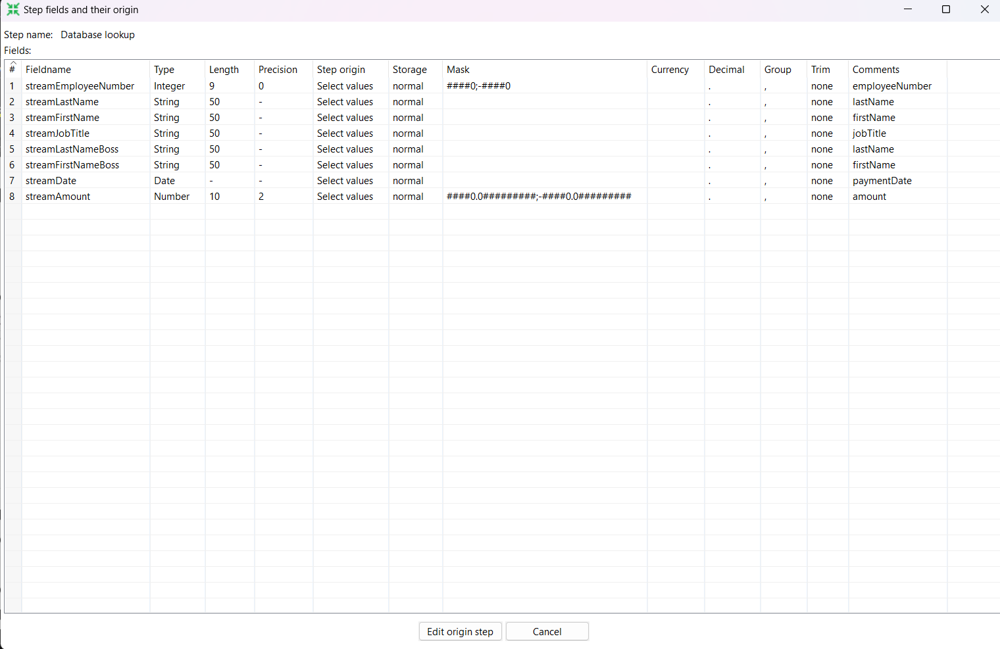 Step fields and their origin
Step name: Database lookup
Fields:
# Fieldname Type Length Precision Step origin Storage Mask Currency Decimal Group Trim Comments
1 streamEmployeeNumber Integer 9 0 Select values normal ####0;-####0 . , none employeeNumber
2 streamLastName String 50 - Select values normal . , none lastName
3 streamFirstName String 50 - Select values normal . , none firstName
4 streamJobTitle String 50 - Select values normal . , none jobTitle
5 streamLastNameBoss String 50 - Select values normal . , none lastName
6 streamFirstNameBoss String 50 - Select values normal . , none firstName
7 streamDate Date - - Select values normal . , none paymentDate
8 streamAmount Number 10 2 Select values normal ####0.0#########;-####0.0######### . , none amount
Edit origin step Cancel